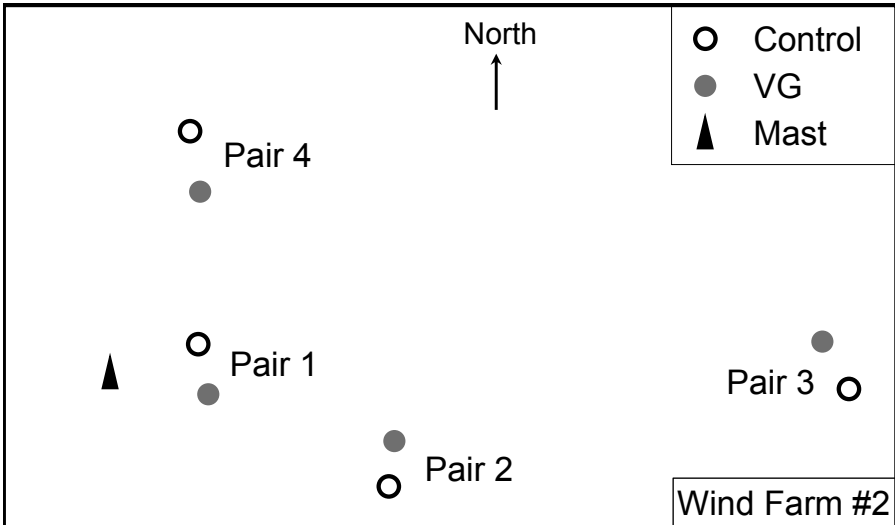 North
Control
VG
Mast
Pair 4
Pair 1
Pair 3
Pair 2
Wind Farm #2